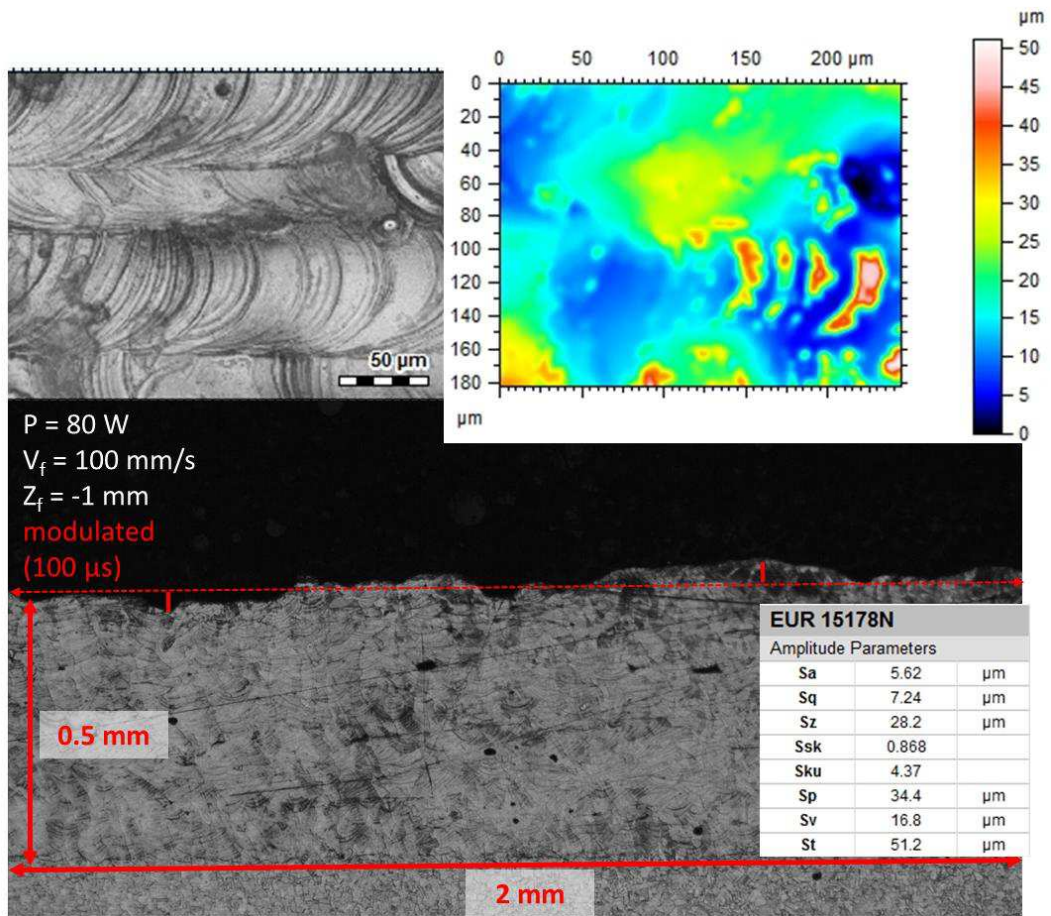 µm
0 50 100 150 200 µm
0
20
40
60
80
100
120
140
160
180
µm
50
45
40
35
30
25
20
15
10
5
0
50 µm
P = 80 W
V_f = 100 mm/s
Z_f = -1 mm
modulated
(100 µs)
0.5 mm
2 mm
EUR 15178N
Amplitude Parameters
Sa 5.62 µm
Sq 7.24 µm
Sz 28.2 µm
Ssk 0.868
Sku 4.37
Sp 34.4 µm
Sv 16.8 µm
St 51.2 µm